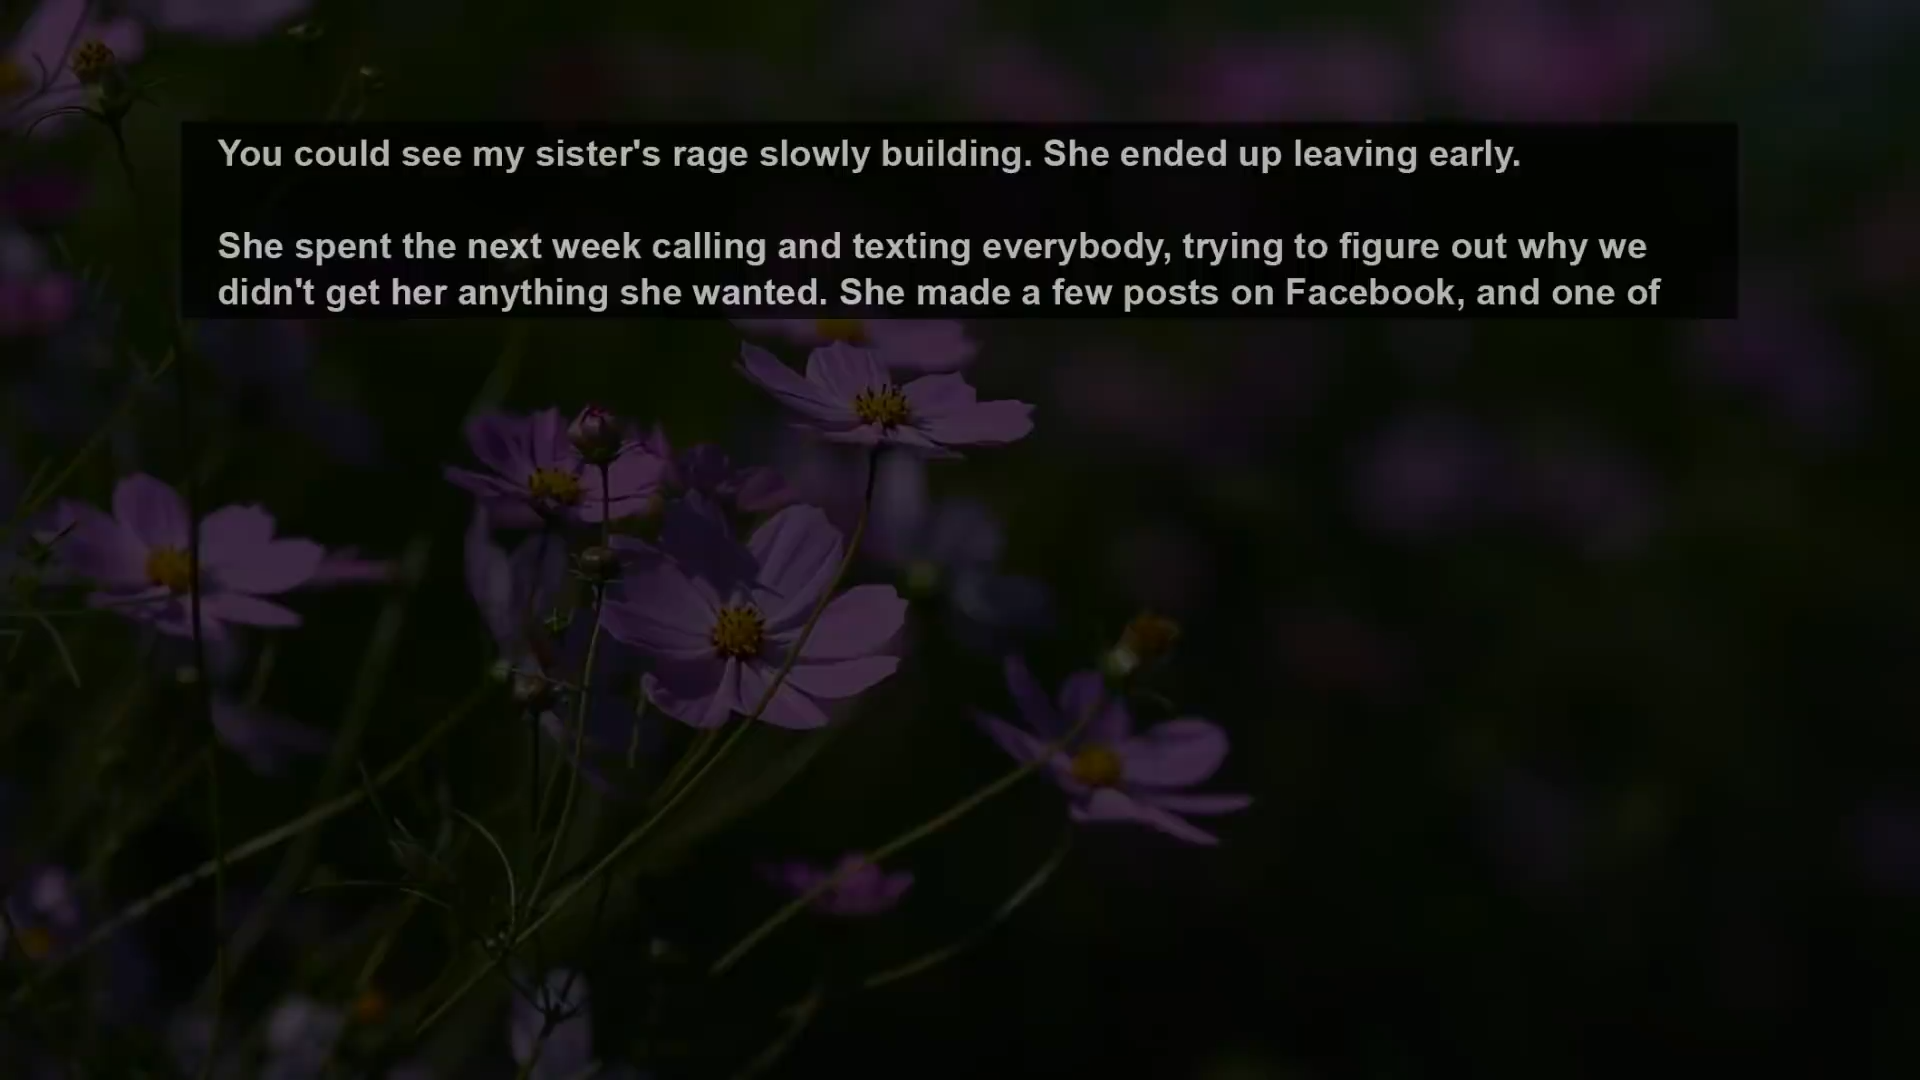 You could see my sister's rage slowly building. She ended up leaving early.
She spent the next week calling and texting everybody, trying to figure out why we
didn't get her anything she wanted. She made a few posts on Facebook, and one of